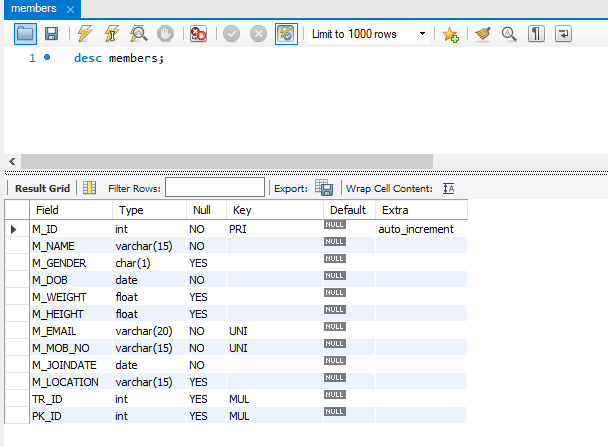 members
Limit to 1000 rows
1 desc members;
Result Grid Filter Rows: Export: Wrap Cell Content:
Field Type Null Key Default Extra
M_ID int NO PRI NULL auto_increment
M_NAME varchar(15) NO NULL
M_GENDER char(1) YES NULL
M_DOB date NO NULL
M_WEIGHT float YES NULL
M_HEIGHT float YES NULL
M_EMAIL varchar(20) NO UNI NULL
M_MOB_NO varchar(15) NO UNI NULL
M_JOINDATE date NO NULL
M_LOCATION varchar(15) YES NULL
TR_ID int YES MUL NULL
PK_ID int YES MUL NULL